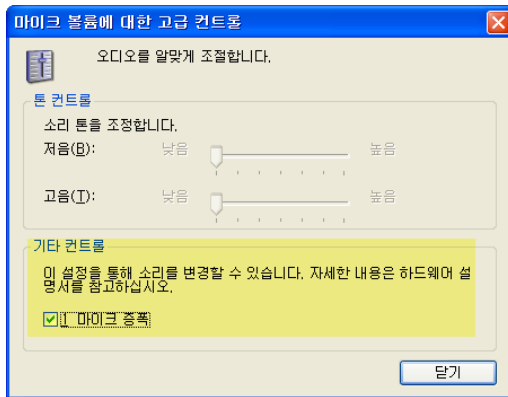 마이크 볼륨에 대한 고급 컨트롤
오디오를 알맞게 조절합니다.
톤 컨트롤
소리 톤을 조정합니다.
저음(B): 낮음 높음
고음(T): 낮음 높음
기타 컨트롤
이 설정을 통해 소리를 변경할 수 있습니다. 자세한 내용은 하드웨어 설
명서를 참고하십시오.
1 마이크 증폭
닫기